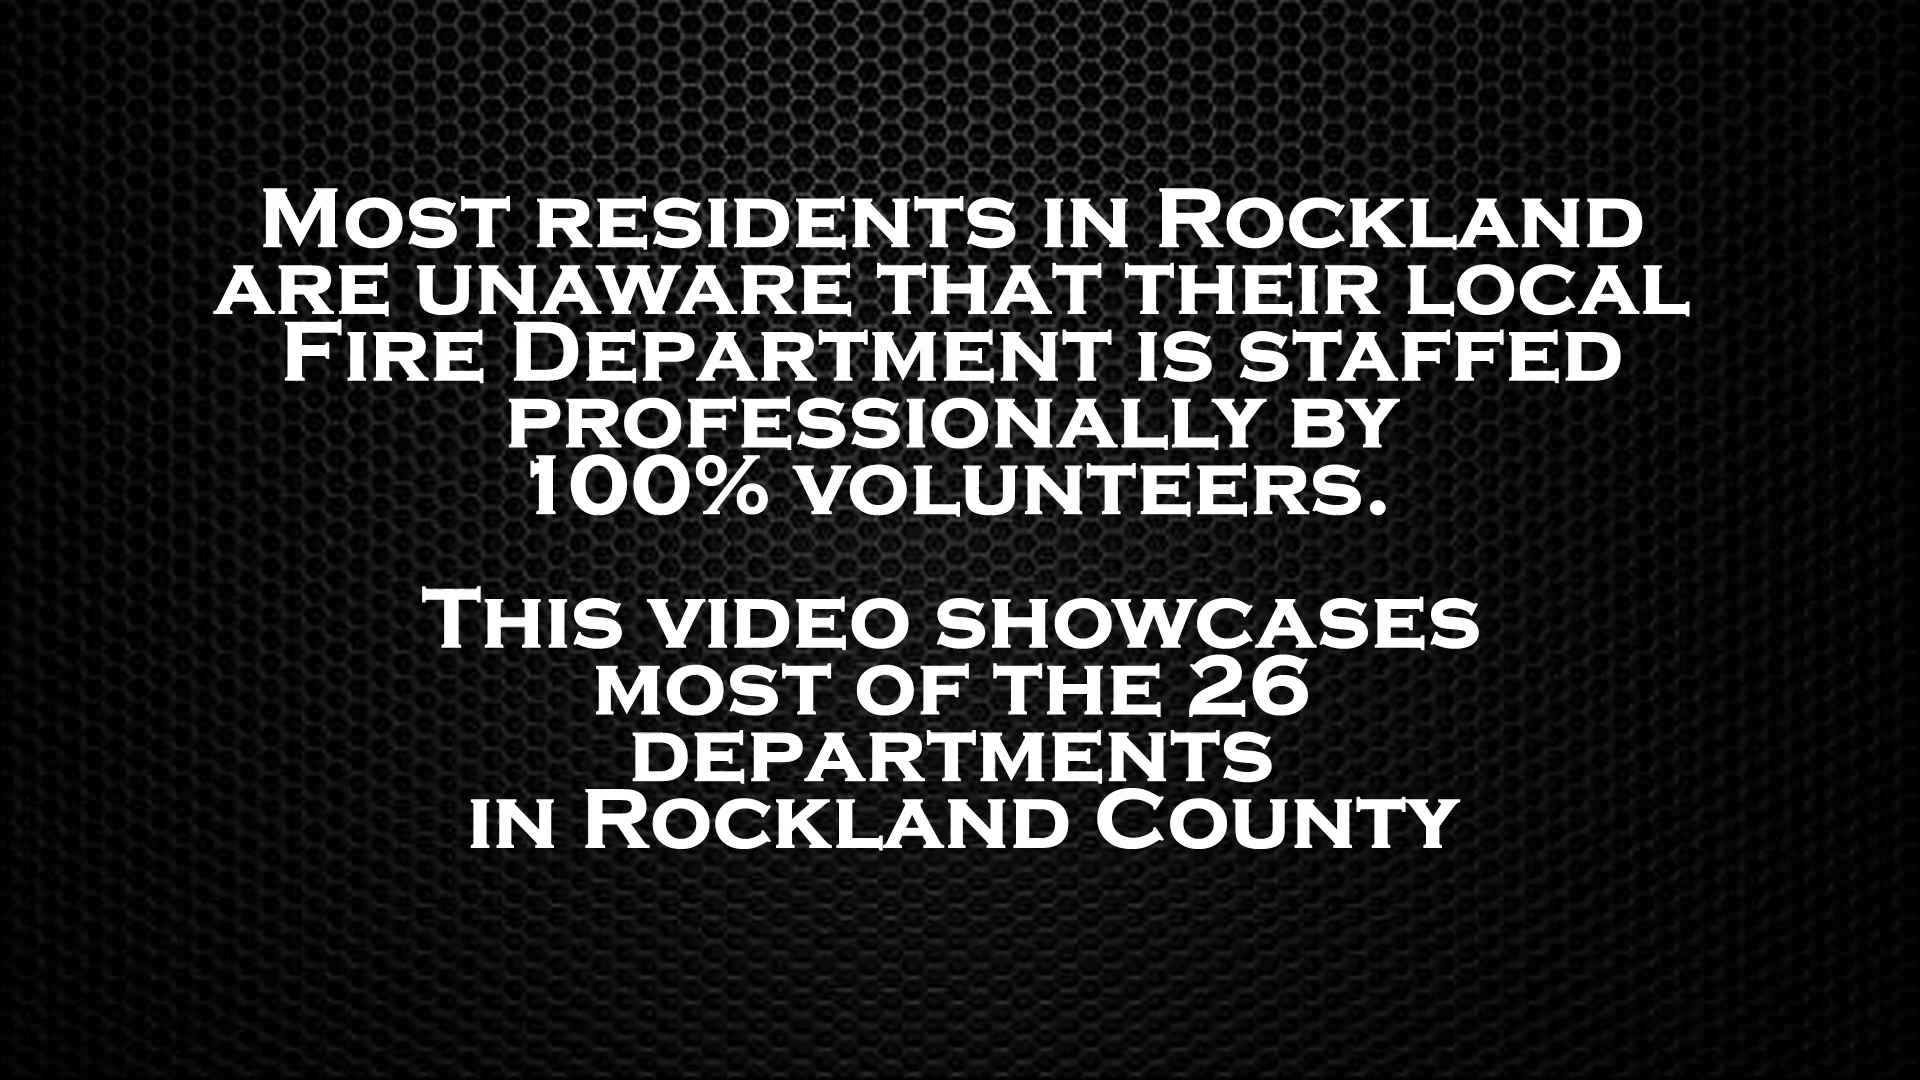 Most residents in Rockland
are unaware that their local
Fire Department is staffed
professionally by
100% volunteers.
This video showcases
most of the 26
departments
in Rockland County